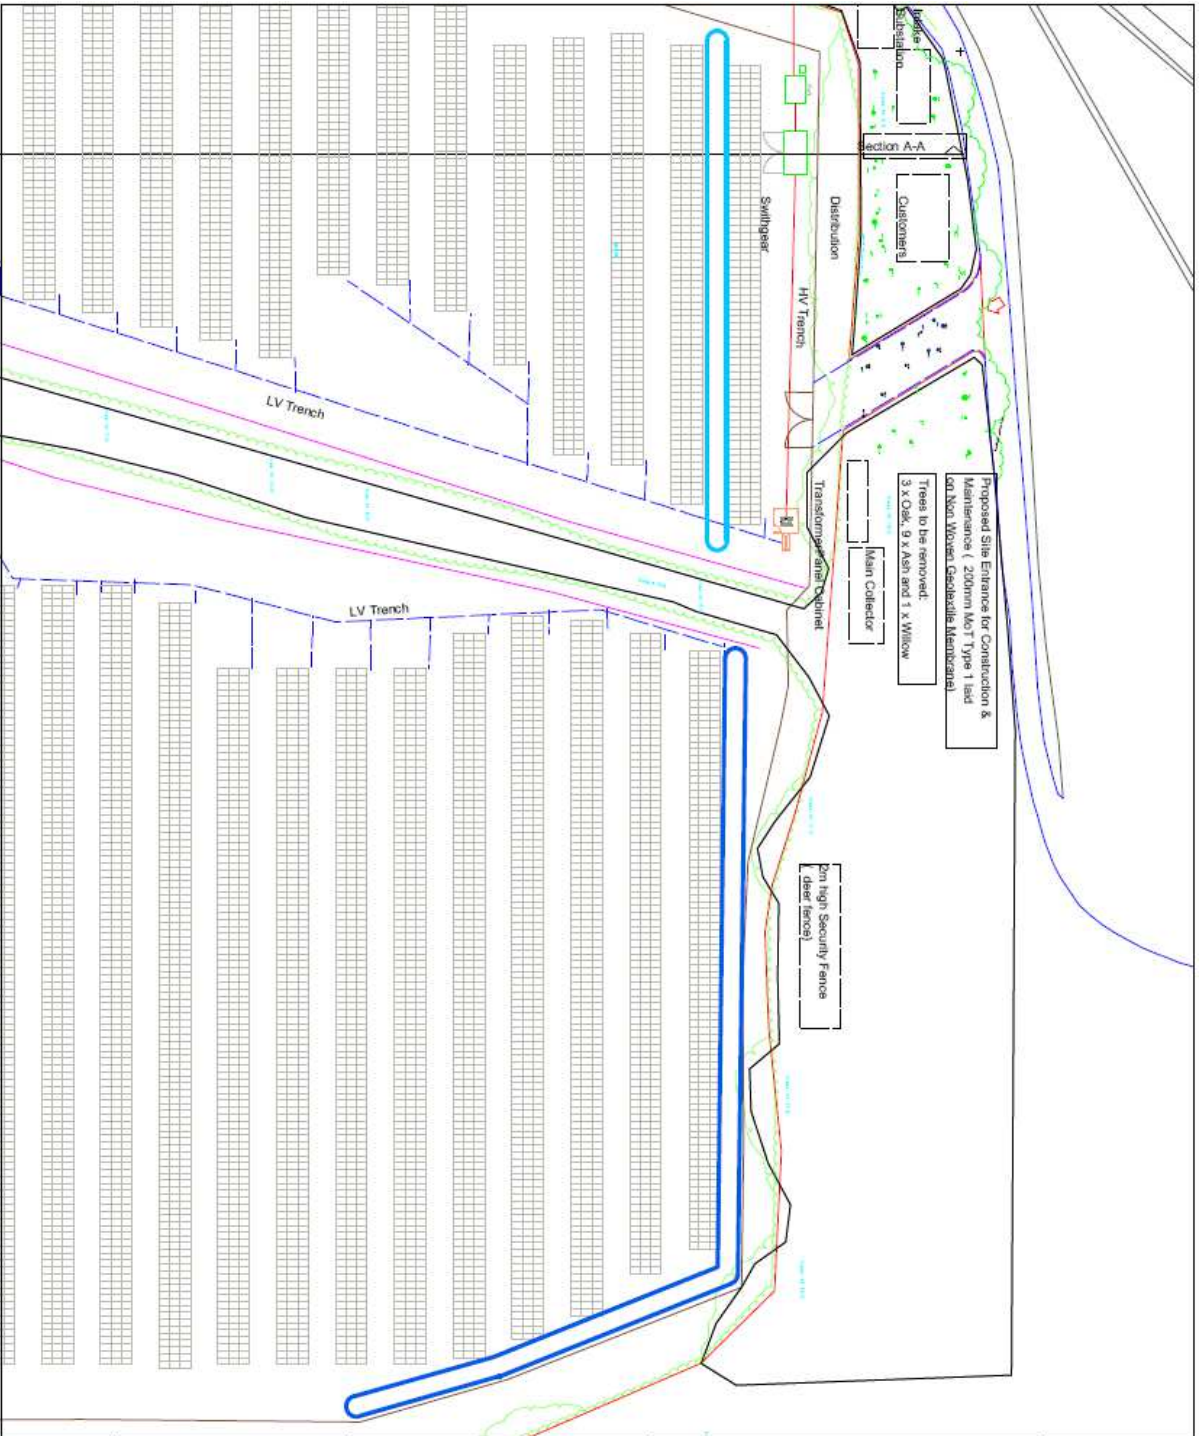 Intake
Substation
Section A-A
Customers
Distribution
Swithgear
HV Trench
LV Trench
Proposed Site Entrance for Construction &
Maintenance ( 200mm MoT Type 1 laid
on Non Woven Geotextile Membrane)
Trees to be removed:
3 x Oak, 9 x Ash and 1 x Willow
Main Collector
Transformer
Panel Cabinet
LV Trench
2m high Security Fence
( deer fence)